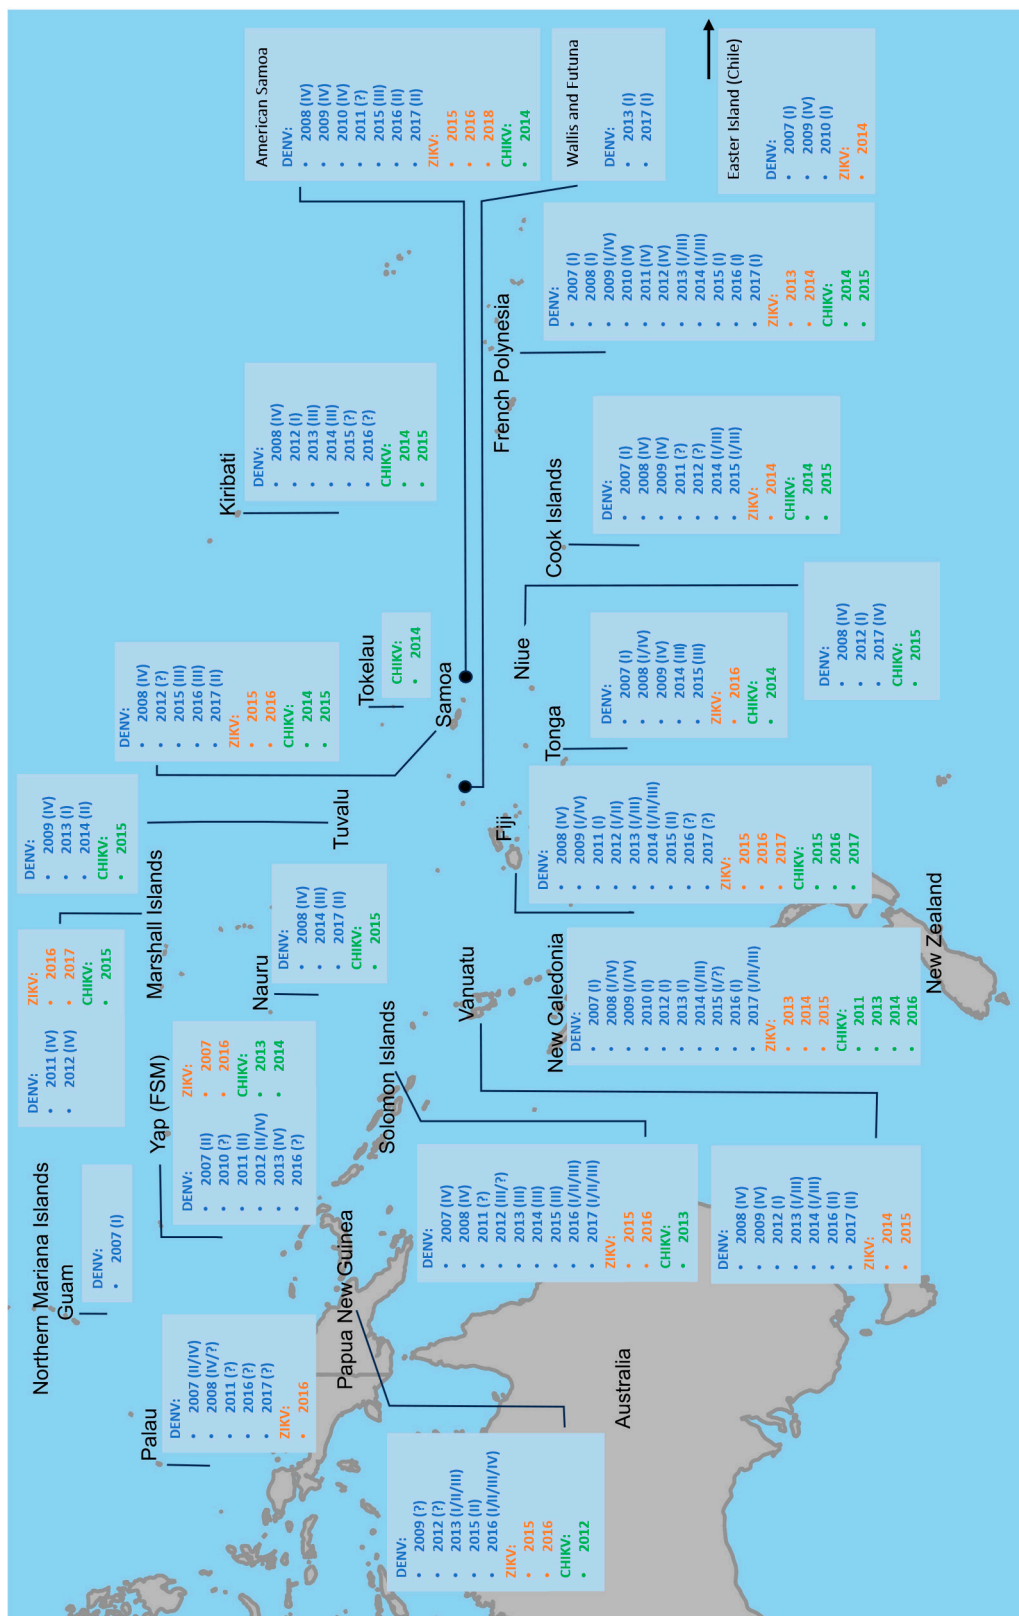 Northern Mariana Islands
Guam
DENV:
• 2007 (I)
Palau
DENV:
• 2007 (II/IV)
• 2008 (IV/?)
• 2011 (?)
• 2016 (?)
• 2017 (?)
ZIKV:
• 2016
Yap (FSM)
DENV:
• 2007 (II)
• 2010 (?)
• 2011 (II)
• 2012 (II/IV)
• 2013 (IV)
• 2016 (?)
ZIKV:
• 2007
• 2016
CHIKV:
• 2013
• 2014
DENV:
• 2011 (IV)
• 2012 (IV)
ZIKV:
• 2016
• 2017
CHIKV:
• 2015
Marshall Islands
DENV:
• 2009 (IV)
• 2013 (I)
• 2014 (II)
CHIKV:
• 2015
Tuvalu
Nauru
DENV:
• 2008 (IV)
• 2014 (III)
• 2017 (II)
CHIKV:
• 2015
DENV:
• 2008 (IV)
• 2012 (?)
• 2015 (III)
• 2016 (III)
• 2017 (II)
ZIKV:
• 2015
• 2016
CHIKV:
• 2014
• 2015
Samoa
Tokelau
CHIKV:
• 2014
Kiribati
DENV:
• 2008 (IV)
• 2012 (I)
• 2013 (III)
• 2014 (III)
• 2015 (?)
• 2016 (?)
CHIKV:
• 2014
• 2015
American Samoa
DENV:
• 2008 (IV)
• 2009 (IV)
• 2010 (IV)
• 2011 (?)
• 2015 (III)
• 2016 (II)
• 2017 (II)
ZIKV:
• 2015
• 2016
• 2018
CHIKV:
• 2014
Wallis and Futuna
DENV:
• 2013 (I)
• 2017 (I)
Easter Island (Chile)
DENV:
• 2007 (I)
• 2009 (IV)
• 2010 (I)
ZIKV:
• 2014
French Polynesia
DENV:
• 2007 (I)
• 2008 (I)
• 2009 (I/IV)
• 2010 (IV)
• 2011 (IV)
• 2012 (IV)
• 2013 (I/III)
• 2014 (I/III)
• 2015 (I)
• 2016 (I)
• 2017 (I)
ZIKV:
• 2013
• 2014
CHIKV:
• 2014
• 2015
Cook Islands
DENV:
• 2007 (I)
• 2008 (IV)
• 2009 (IV)
• 2011 (?)
• 2012 (?)
• 2014 (I/III)
• 2015 (I/III)
ZIKV:
• 2014
CHIKV:
• 2014
• 2015
Niue
DENV:
• 2008 (IV)
• 2012 (I)
• 2017 (IV)
CHIKV:
• 2015
Tonga
DENV:
• 2007 (I)
• 2008 (I/IV)
• 2009 (IV)
• 2014 (III)
• 2015 (III)
ZIKV:
• 2016
CHIKV:
• 2014
Fiji
DENV:
• 2008 (IV)
• 2009 (I/IV)
• 2011 (I)
• 2012 (I/II)
• 2013 (I/III)
• 2014 (I/II/III)
• 2015 (II)
• 2016 (?)
• 2017 (?)
ZIKV:
• 2015
• 2016
• 2017
CHIKV:
• 2015
• 2016
• 2017
New Caledonia
DENV:
• 2007 (I)
• 2008 (I/IV)
• 2009 (I/IV)
• 2010 (I)
• 2012 (I)
• 2013 (I)
• 2014 (I/III)
• 2015 (I/?)
• 2016 (I)
• 2017 (I/II/III)
ZIKV:
• 2013
• 2014
• 2015
CHIKV:
• 2011
• 2013
• 2014
• 2016
New Zealand
Vanuatu
DENV:
• 2008 (IV)
• 2009 (IV)
• 2012 (I)
• 2013 (I/III)
• 2014 (I/III)
• 2016 (II)
• 2017 (II)
ZIKV:
• 2014
• 2015
Solomon Islands
DENV:
• 2007 (IV)
• 2008 (IV)
• 2011 (?)
• 2012 (III/?)
• 2013 (III)
• 2014 (III)
• 2015 (III)
• 2016 (I/II/III)
• 2017 (I/II/III)
ZIKV:
• 2015
• 2016
CHIKV:
• 2013
Papua New Guinea
DENV:
• 2009 (?)
• 2012 (?)
• 2013 (I/II/III)
• 2015 (II)
• 2016 (I/II/III/IV)
ZIKV:
• 2015
• 2016
CHIKV:
• 2012
Australia